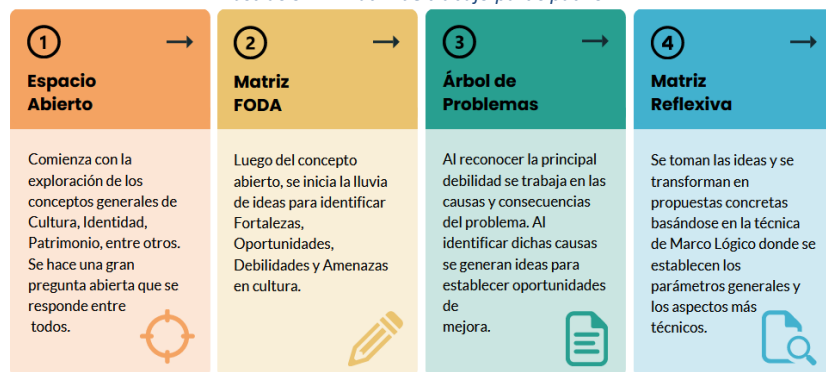 1
Espacio
Abierto
Comienza con la
exploración de los
conceptos generales de
Cultura, Identidad,
Patrimonio, entre otros.
Se hace una gran
pregunta abierta que se
responde entre
todos.
2
Matriz
FODA
Luego del concepto
abierto, se inicia la lluvia
de ideas para identificar
Fortalezas,
Oportunidades,
Debilidades y Amenazas
en cultura.
3
Árbol de
Problemas
Al reconocer la principal
debilidad se trabaja en las
causas y consecuencias
del problema. Al
identificar dichas causas
se generan ideas para
establecer oportunidades
de
mejora.
4
Matriz
Reflexiva
Se toman las ideas y se
transforman en
propuestas concretas
basándose en la técnica
de Marco Lógico donde se
establecen los
parámetros generales y
los aspectos más
técnicos.